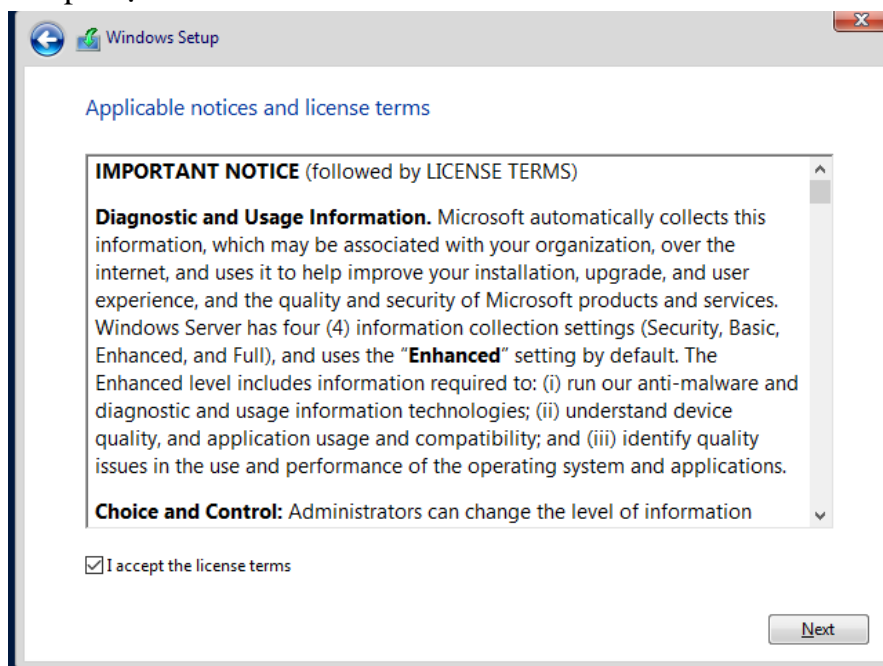 Windows Setup
Applicable notices and license terms
IMPORTANT NOTICE (followed by LICENSE TERMS)
Diagnostic and Usage Information. Microsoft automatically collects this
information, which may be associated with your organization, over the
internet, and uses it to help improve your installation, upgrade, and user
experience, and the quality and security of Microsoft products and services.
Windows Server has four (4) information collection settings (Security, Basic,
Enhanced, and Full), and uses the “Enhanced” setting by default. The
Enhanced level includes information required to: (i) run our anti-malware and
diagnostic and usage information technologies; (ii) understand device
quality, and application usage and compatibility; and (iii) identify quality
issues in the use and performance of the operating system and applications.
Choice and Control: Administrators can change the level of information
I accept the license terms
Next